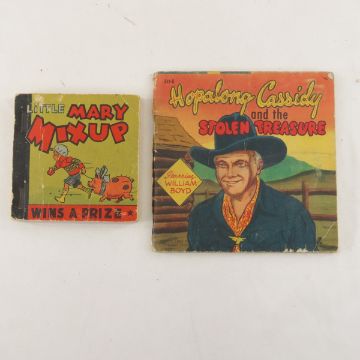 LITTLE
MARY
MIXUP
WINS A PRIZE
Hopalong Cassidy
and the
STOLEN TREASURE
Starring
WILLIAM
BOYD